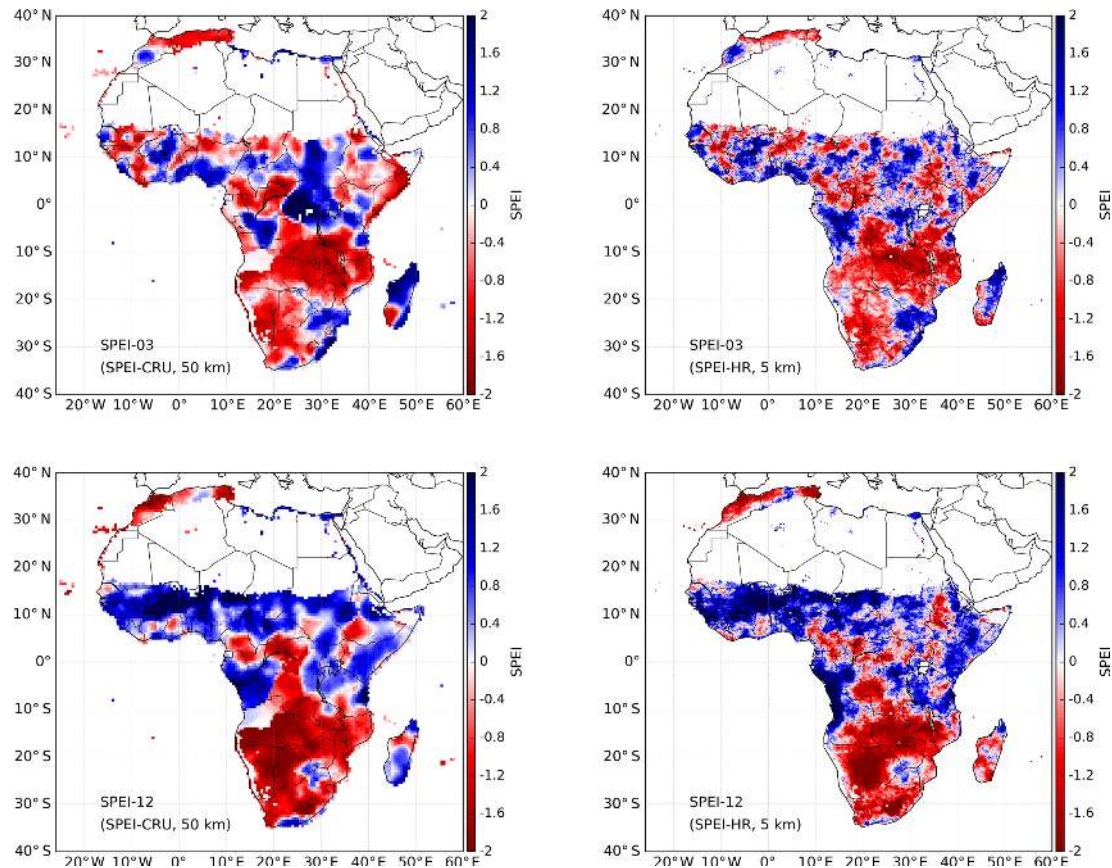 40° N
30° N
20° N
10° N
0°
10° S
20° S
30° S
40° S
20° W 10° W 0° 10° E 20° E 30° E 40° E 50° E 60° E
SPEI-03
(SPEI-CRU, 50 km)
2
1.6
1.2
0.8
0.4
0
-0.4
-0.8
-1.2
-1.6
-2
SPEI
40° N
30° N
20° N
10° N
0°
10° S
20° S
30° S
40° S
20° W 10° W 0° 10° E 20° E 30° E 40° E 50° E 60° E
SPEI-03
(SPEI-HR, 5 km)
2
1.6
1.2
0.8
0.4
0
-0.4
-0.8
-1.2
-1.6
-2
SPEI
40° N
30° N
20° N
10° N
0°
10° S
20° S
30° S
40° S
20° W 10° W 0° 10° E 20° E 30° E 40° E 50° E 60° E
SPEI-12
(SPEI-CRU, 50 km)
2
1.6
1.2
0.8
0.4
0
-0.4
-0.8
-1.2
-1.6
-2
SPEI
40° N
30° N
20° N
10° N
0°
10° S
20° S
30° S
40° S
20° W 10° W 0° 10° E 20° E 30° E 40° E 50° E 60° E
SPEI-12
(SPEI-HR, 5 km)
2
1.6
1.2
0.8
0.4
0
-0.4
-0.8
-1.2
-1.6
-2
SPEI